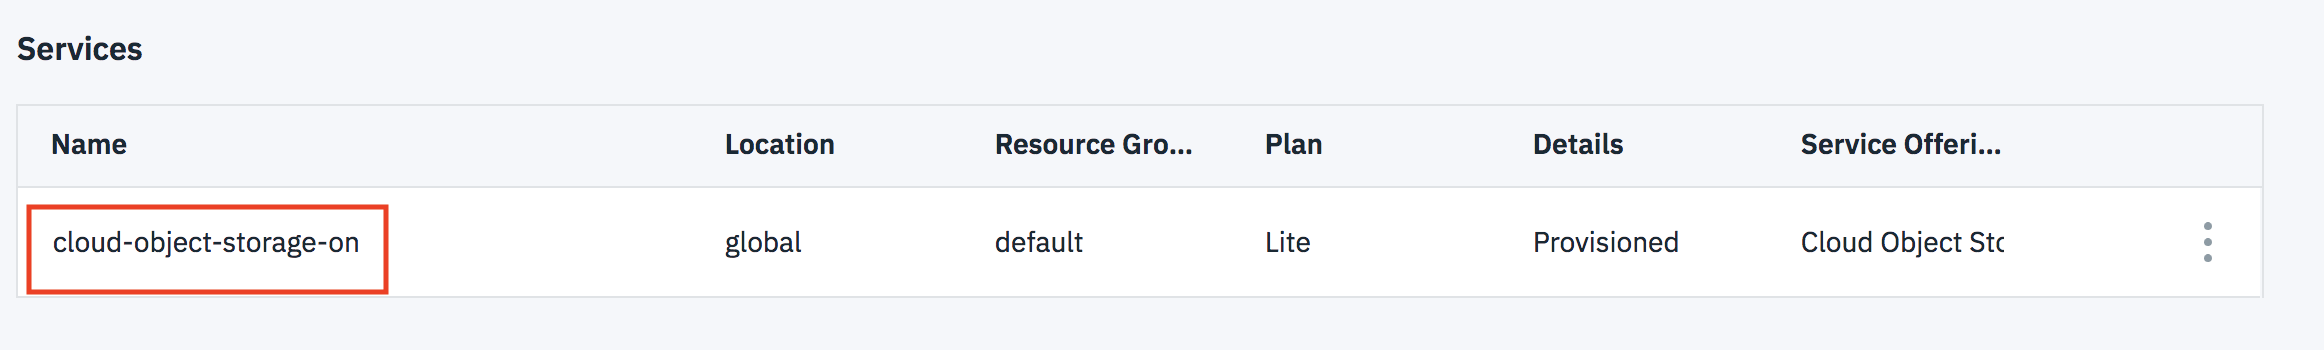 Services
Name Location Resource Gro... Plan Details Service Offeri...
cloud-object-storage-on global default Lite Provisioned Cloud Object Sto